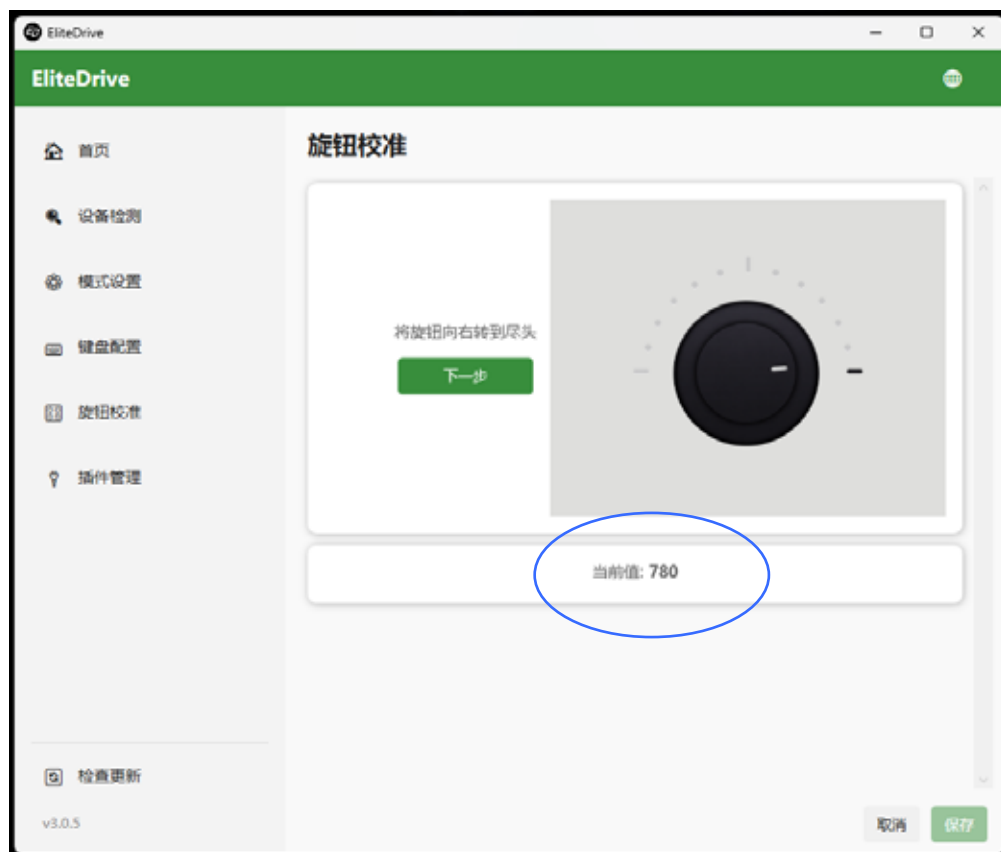 EliteDrive
EliteDrive
首页
设备检测
模式设置
键盘配置
旋钮校准
插件管理
检查更新
v3.0.5
旋钮校准
将旋钮向右转到尽头
下一步
当前值: 780
取消
保存